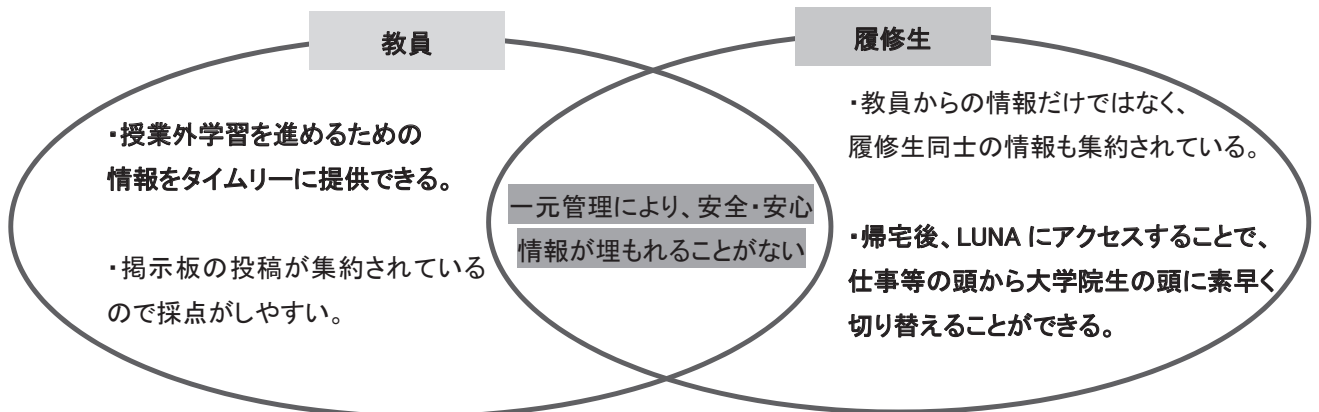 教員
・授業外学習を進めるための
情報をタイムリーに提供できる。
・掲示板の投稿が集約されている
ので採点がしやすい。
一元管理により、安全・安心
情報が埋もれることがない
履修生
・教員からの情報だけではなく、
履修生同士の情報も集約されている。
・帰宅後、LUNA にアクセスすることで、
仕事等の頭から大学院生の頭に素早く
切り替えることができる。